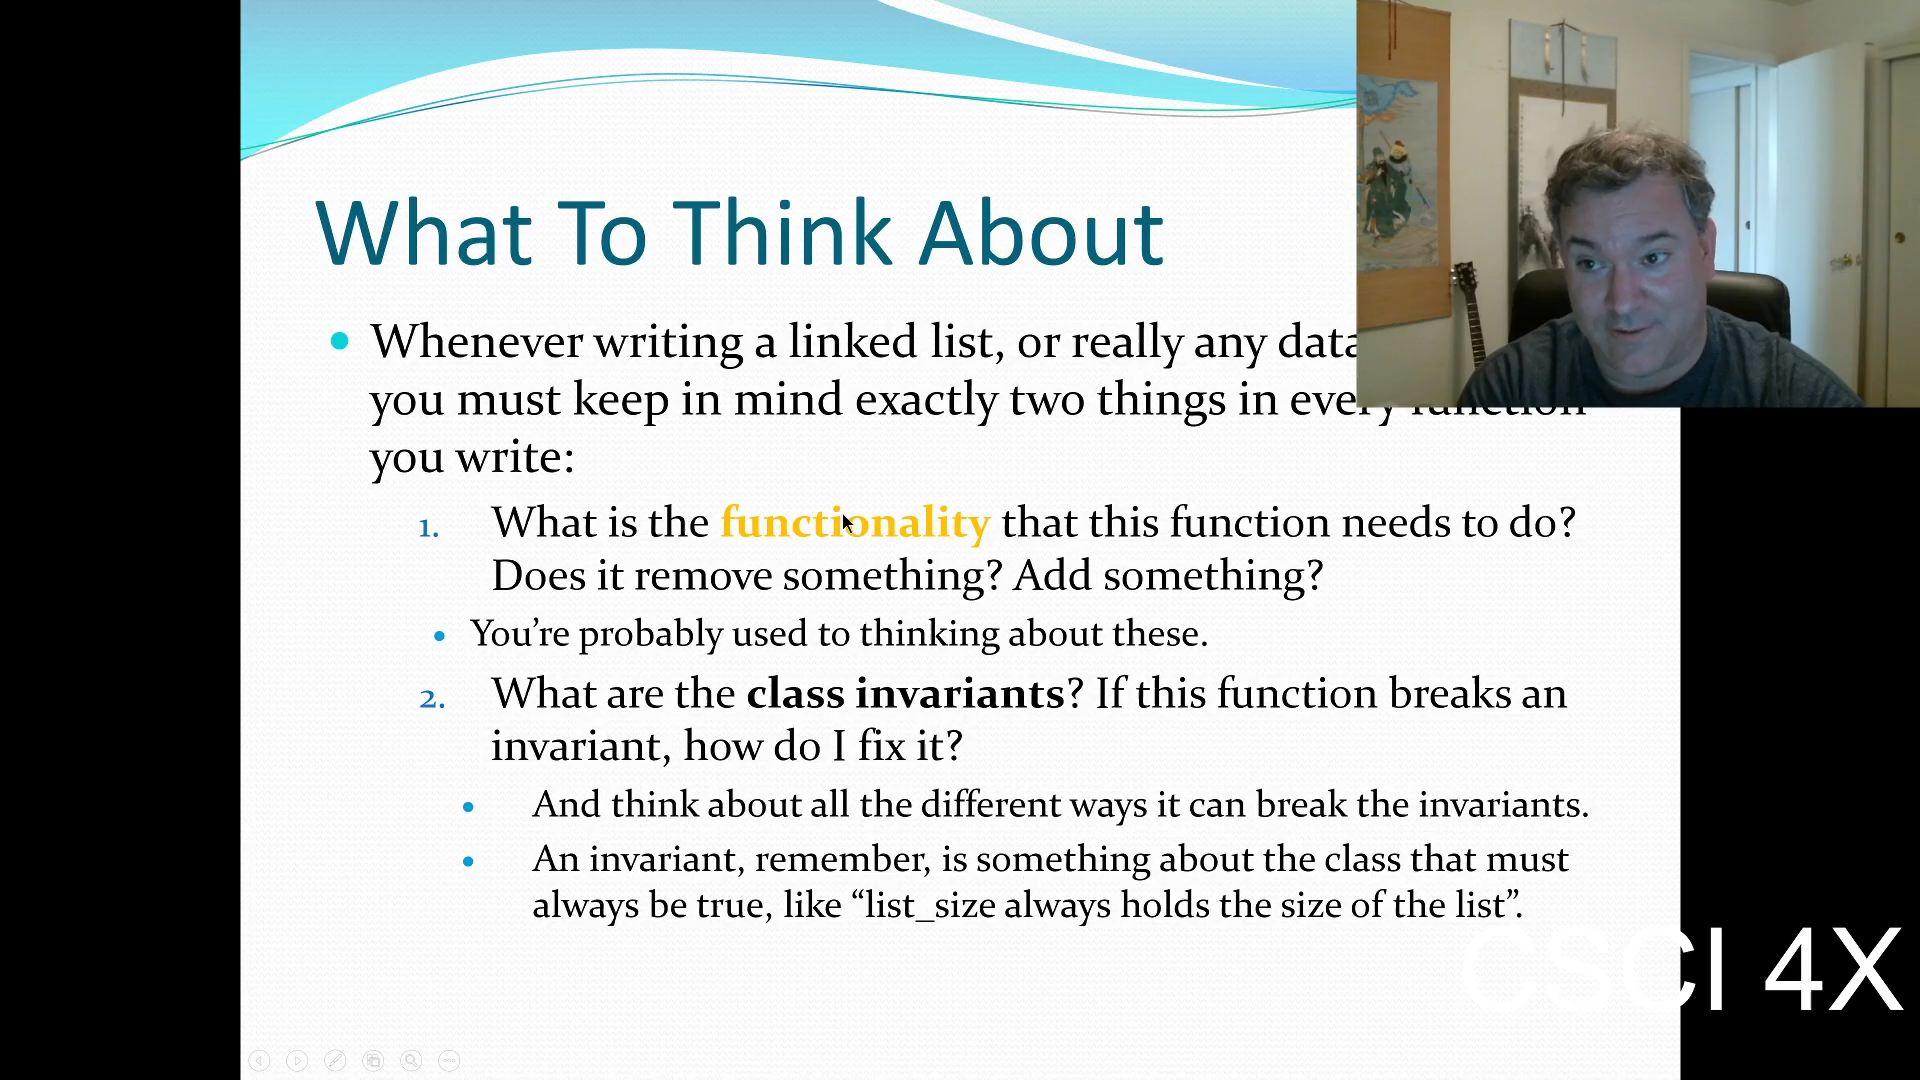 What To Think About
• Whenever writing a linked list, or really any data
you must keep in mind exactly two things in every function
you write:
1. What is the functionality that this function needs to do?
Does it remove something? Add something?
• You’re probably used to thinking about these.
2. What are the class invariants? If this function breaks an
invariant, how do I fix it?
• And think about all the different ways it can break the invariants.
• An invariant, remember, is something about the class that must
always be true, like “list_size always holds the size of the list”.
CSCI 4X